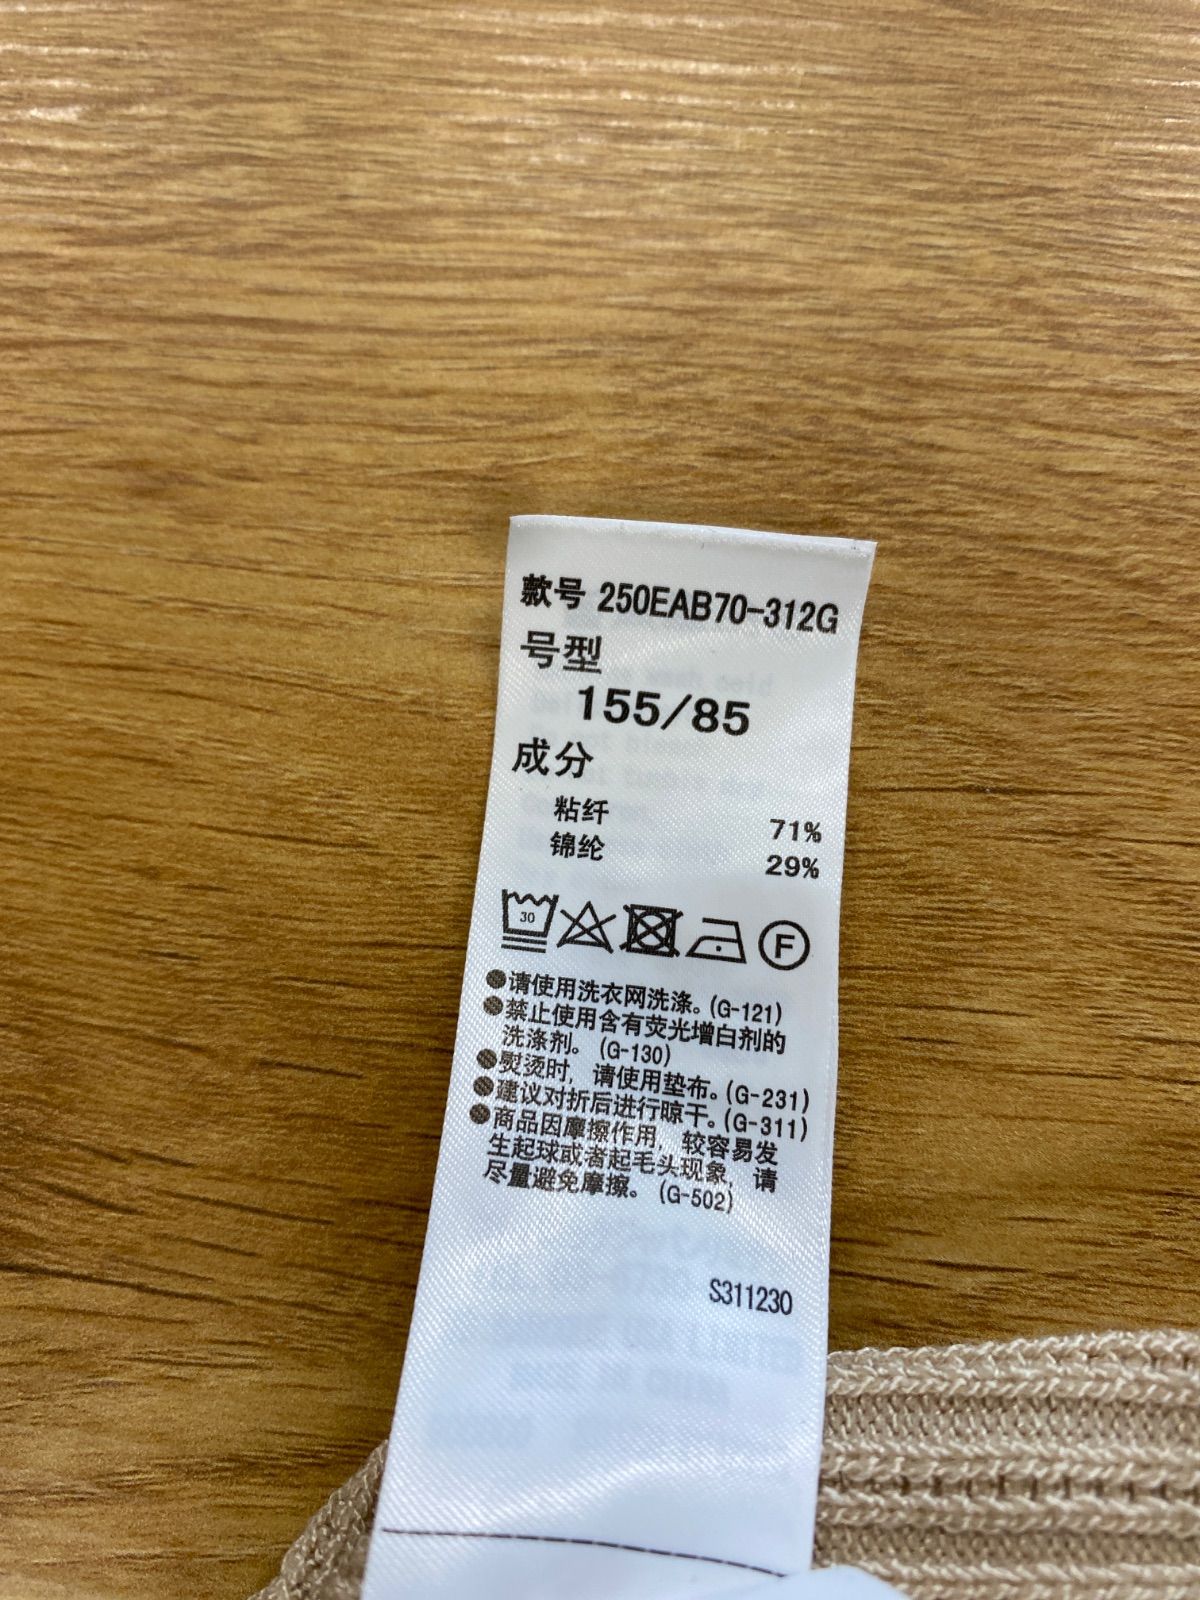 款号 250EAB70-312G
号型
155/85
成分
粘纤 71%
锦纶 29%
30
F
●请使用洗衣网洗涤。(G-121)
●禁止使用含有荧光增白剂的
洗涤剂。(G-130)
●熨烫时，请使用垫布。(G-231)
●建议对折后进行晾干。(G-311)
●商品因摩擦作用，较容易发
生起球或者起毛头现象，请
尽量避免摩擦。(G-502)
S311230